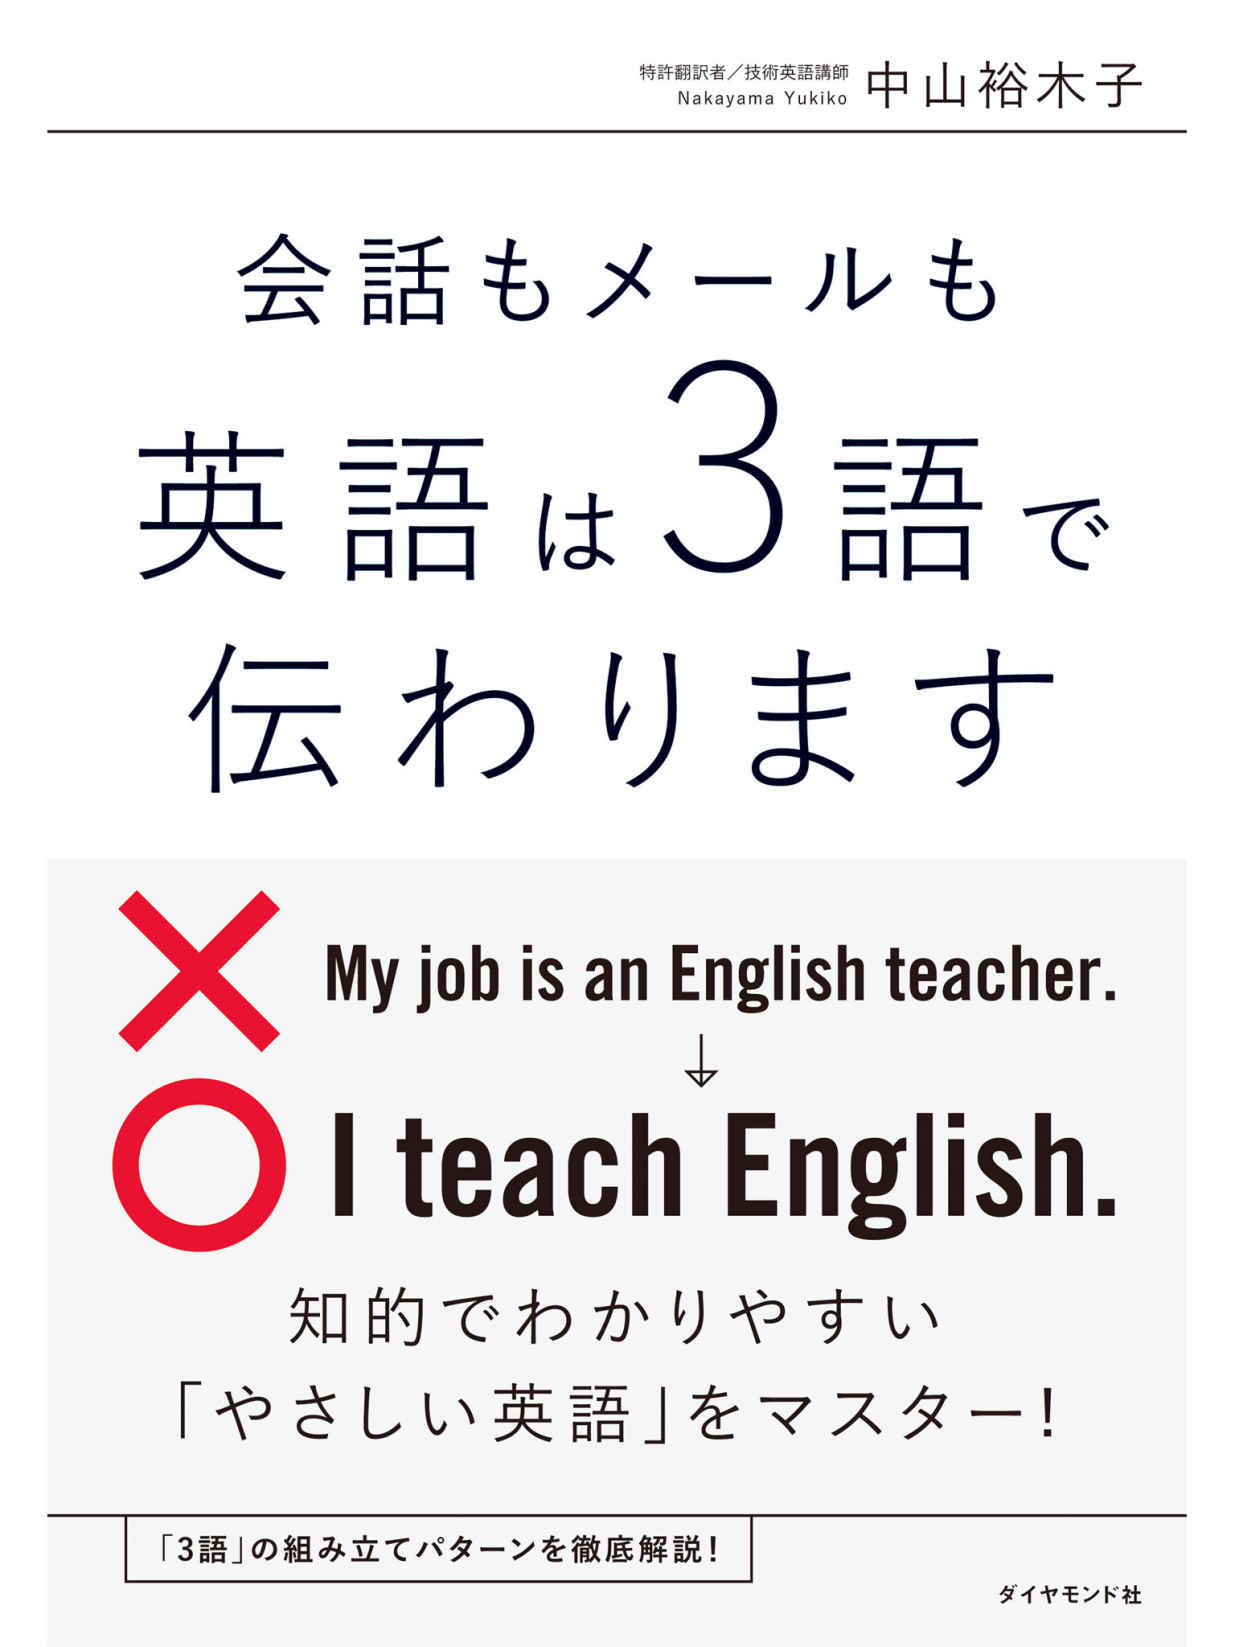 特許翻訳者／技術英語講師
Nakayama Yukiko
中山裕木子
会話もメールも
英語は3語で
伝わります
My job is an English teacher.
↓
I teach English.
知的でわかりやすい
「やさしい英語」をマスター！
「3語」の組み立てパターンを徹底解説！
ダイヤモンド社